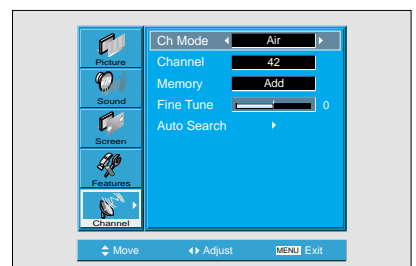 Picture
Sound
Screen
Features
Channel
Ch Mode Air
Channel 42
Memory Add
Fine Tune 0
Auto Search
Move Adjust MENU Exit